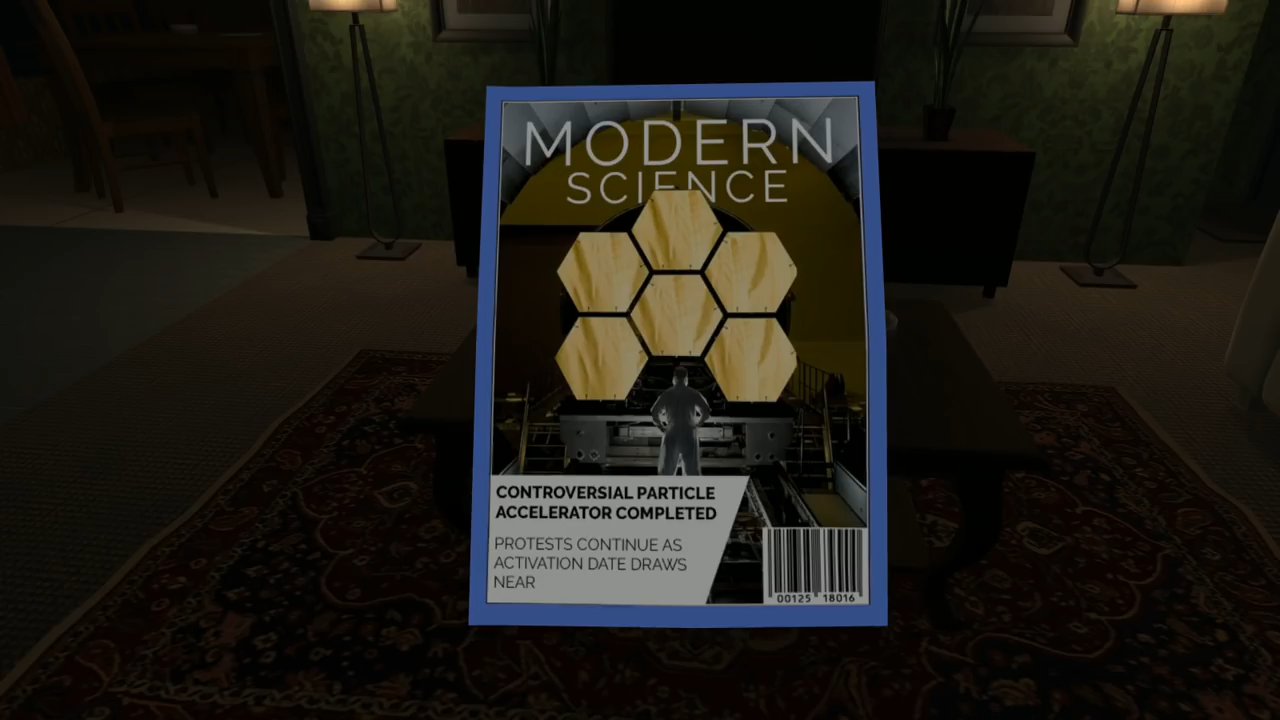 MODERN
SCIENCE
CONTROVERSIAL PARTICLE
ACCELERATOR COMPLETED
PROTESTS CONTINUE AS
ACTIVATION DATE DRAWS
NEAR
00125 18016